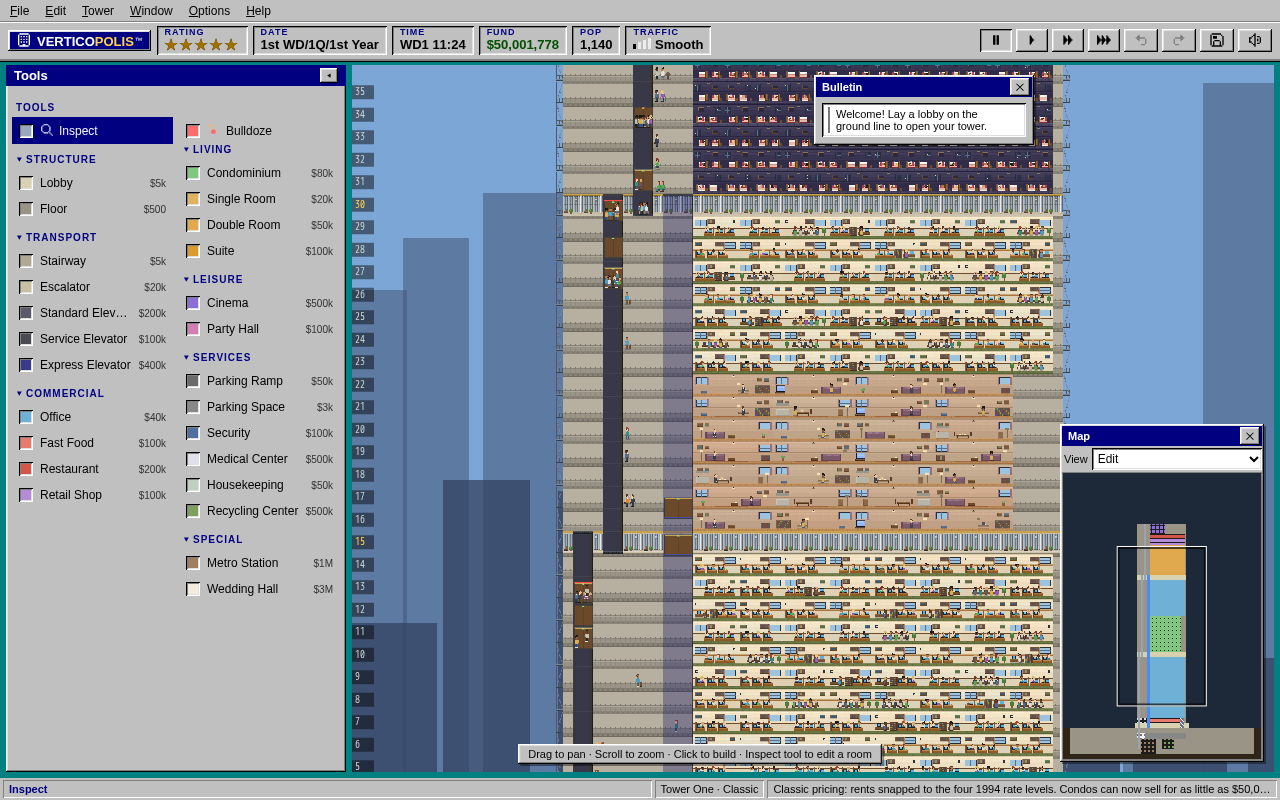 File Edit Tower Window Options Help
VERTICOPOLIS™
RATING
DATE
1st WD/1Q/1st Year
TIME
WD1 11:24
FUND
$50,001,778
POP
1,140
TRAFFIC
Smooth
Tools
TOOLS
Inspect
Bulldoze
STRUCTURE
Lobby $5k
Floor $500
TRANSPORT
Stairway $5k
Escalator $20k
Standard Elev… $200k
Service Elevator $100k
Express Elevator $400k
COMMERCIAL
Office $40k
Fast Food $100k
Restaurant $200k
Retail Shop $100k
LIVING
Condominium $80k
Single Room $20k
Double Room $50k
Suite $100k
LEISURE
Cinema $500k
Party Hall $100k
SERVICES
Parking Ramp $50k
Parking Space $3k
Security $100k
Medical Center $500k
Housekeeping $50k
Recycling Center $500k
SPECIAL
Metro Station $1M
Wedding Hall $3M
35
34
33
32
31
30
29
28
27
26
25
24
23
22
21
20
19
18
17
16
15
14
13
12
11
10
9
8
7
6
5
Bulletin
Welcome! Lay a lobby on the
ground line to open your tower.
Map
View Edit
Drag to pan · Scroll to zoom · Click to build · Inspect tool to edit a room
Inspect
Tower One · Classic
Classic pricing: rents snapped to the four 1994 rate levels. Condos can now sell for as little as $50,0…